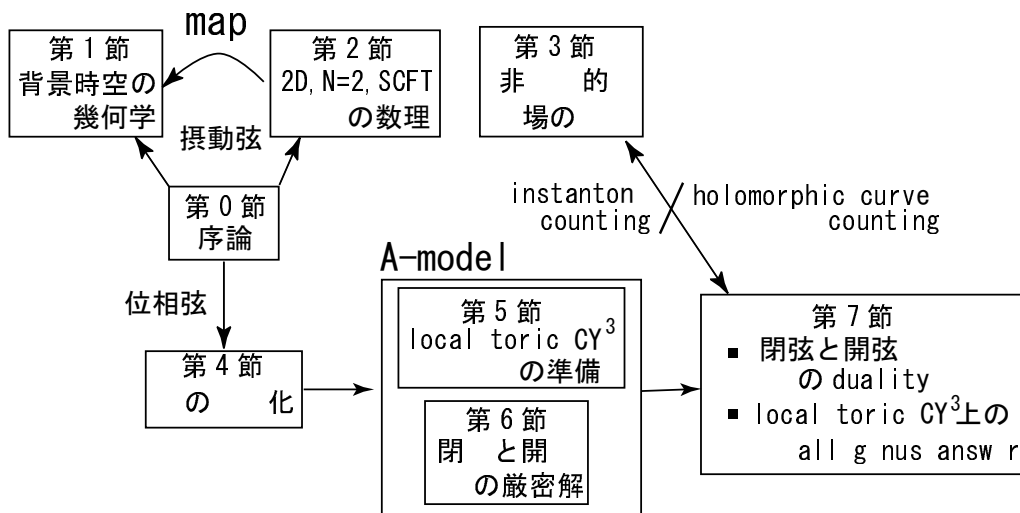 map
第1節
背景時空の
幾何学
第2節
2D, N=2, SCFT
の数理
第3節
非 的
場の
摂動弦
第0節
序論
instanton
counting
holomorphic curve
counting
A-model
位相弦
第4節
の 化
第5節
local toric CY³
の準備
第6節
閉 と開
の厳密解
第7節
▪ 閉弦と開弦
の duality
▪ local toric CY³上の
all g nus answ r